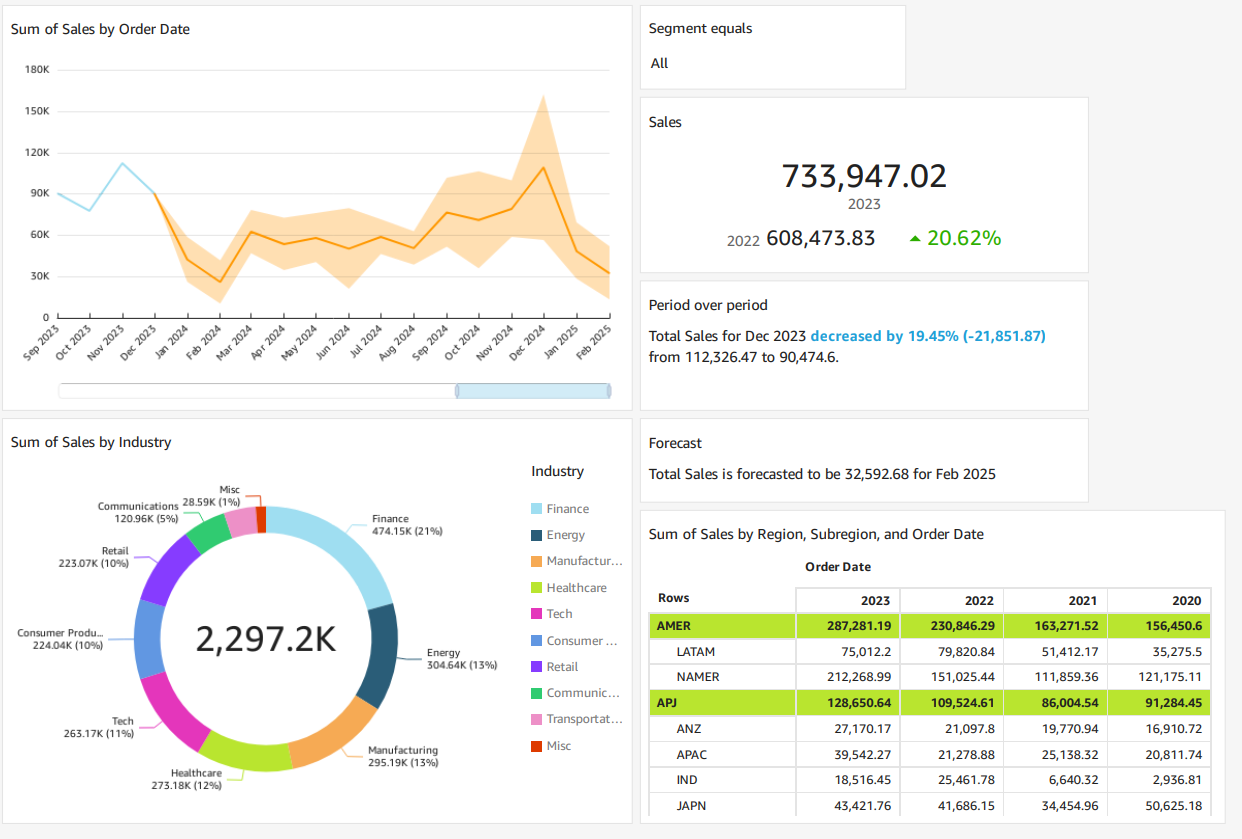 Sum of Sales by Order Date
180K
150K
120K
90K
60K
30K
0
Sep 2023
Oct 2023
Nov 2023
Dec 2023
Jan 2024
Feb 2024
Mar 2024
Apr 2024
May 2024
Jun 2024
Jul 2024
Aug 2024
Sep 2024
Oct 2024
Nov 2024
Dec 2024
Jan 2025
Feb 2025
Segment equals
All
Sales
733,947.02
2023
2022 608,473.83 20.62%
Period over period
Total Sales for Dec 2023 decreased by 19.45% (-21,851.87)
from 112,326.47 to 90,474.6.
Forecast
Total Sales is forecasted to be 32,592.68 for Feb 2025
Sum of Sales by Industry
Misc
28.59K (1%)
Communications
120.96K (5%)
Retail
223.07K (10%)
Consumer Produ...
224.04K (10%)
Tech
263.17K (11%)
Healthcare
273.18K (12%)
Manufacturing
295.19K (13%)
Energy
304.64K (13%)
Finance
474.15K (21%)
2,297.2K
Industry
Finance
Energy
Manufactur...
Healthcare
Tech
Consumer ...
Retail
Communic...
Transportat...
Misc
Sum of Sales by Region, Subregion, and Order Date
Order Date
Rows 2023 2022 2021 2020
AMER 287,281.19 230,846.29 163,271.52 156,450.6
LATAM 75,012.2 79,820.84 51,412.17 35,275.5
NAMER 212,268.99 151,025.44 111,859.36 121,175.11
APJ 128,650.64 109,524.61 86,004.54 91,284.45
ANZ 27,170.17 21,097.8 19,770.94 16,910.72
APAC 39,542.27 21,278.88 25,138.32 20,811.74
IND 18,516.45 25,461.78 6,640.32 2,936.81
JAPN 43,421.76 41,686.15 34,454.96 50,625.18